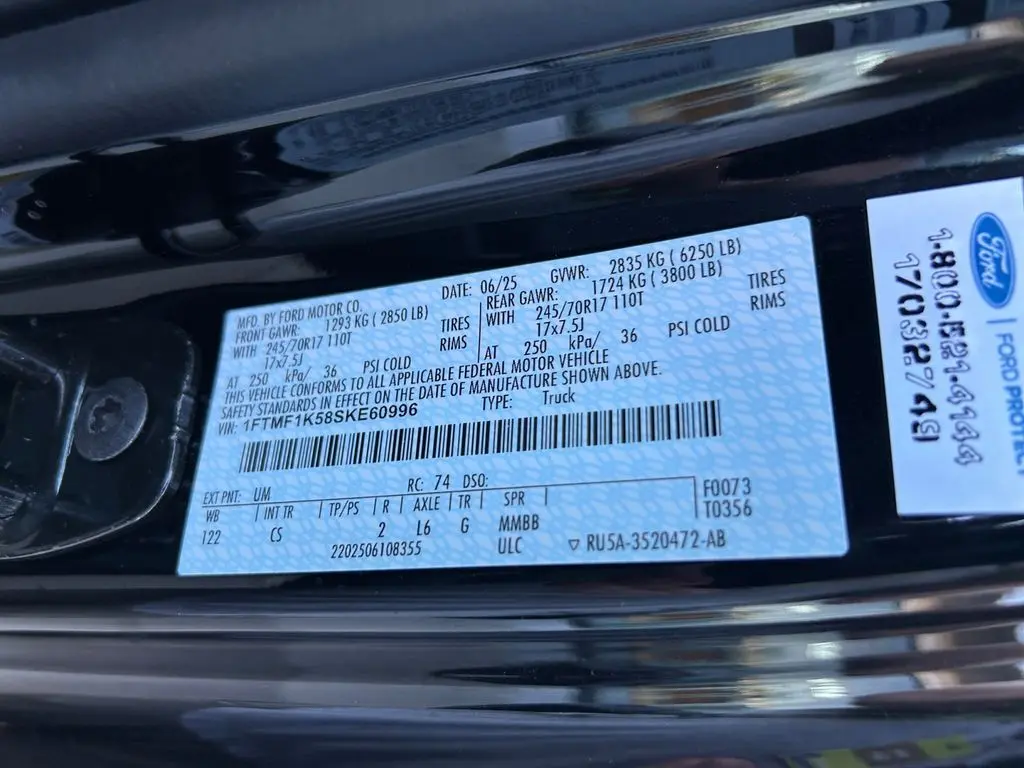 MFD. BY FORD MOTOR CO.
DATE: 06/25 GVWR: 2835 KG ( 6250 LB)
FRONT GAWR: 1293 KG ( 2850 LB)
WITH 245/70R17 110T TIRES
17x7.5J RIMS
AT 250 kPa/ 36 PSI COLD
REAR GAWR: 1724 KG ( 3800 LB)
WITH 245/70R17 110T TIRES
17x7.5J RIMS
AT 250 kPa/ 36 PSI COLD
THIS VEHICLE CONFORMS TO ALL APPLICABLE FEDERAL MOTOR VEHICLE
SAFETY STANDARDS IN EFFECT ON THE DATE OF MANUFACTURE SHOWN ABOVE.
VIN: 1FTMF1K58SKE60996 TYPE: Truck
EXT PNT: UM RC: 74 DSO:
WB INT TR TP/PS R AXLE TR SPR F0073
122 CS 2 L6 G MMBB T0356
2202506108355 ULC RU5A-3520472-AB
Ford FORD PROTECT
1-800-521-4144